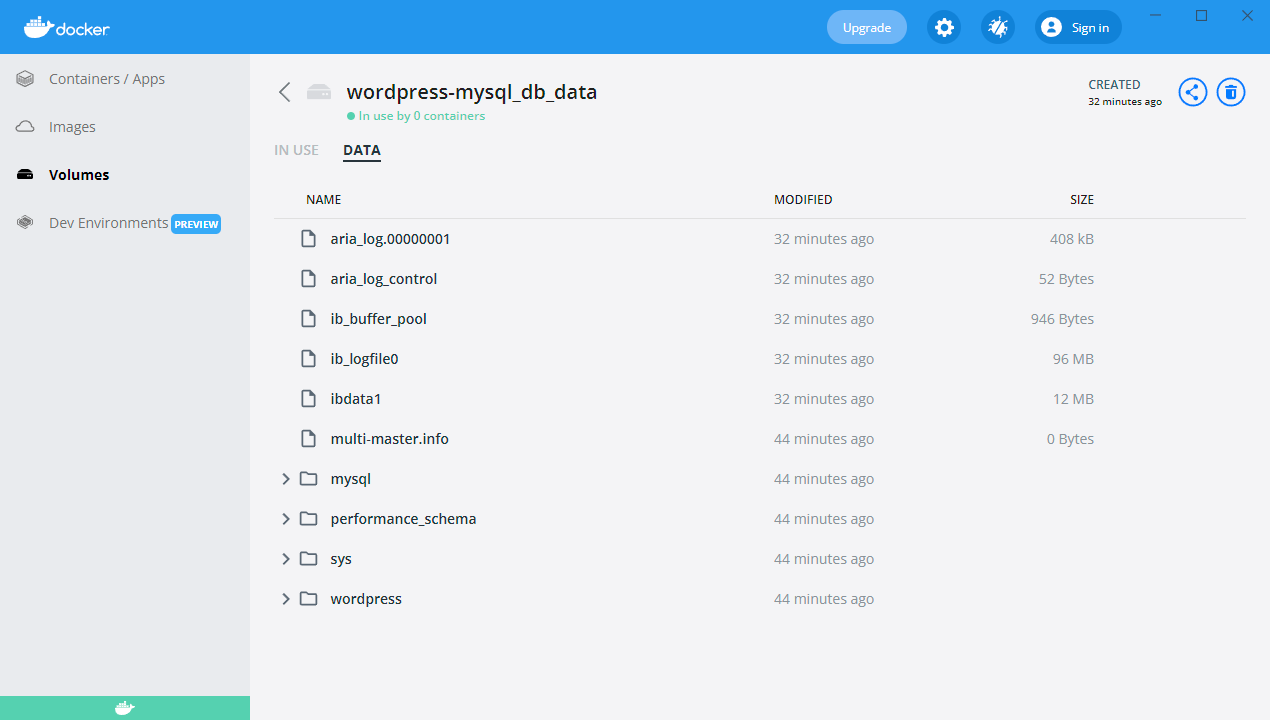 docker
Upgrade
Sign in
Containers / Apps
Images
Volumes
Dev Environments PREVIEW
wordpress-mysql_db_data
In use by 0 containers
CREATED
32 minutes ago
IN USE DATA
NAME MODIFIED SIZE
aria_log.00000001 32 minutes ago 408 kB
aria_log_control 32 minutes ago 52 Bytes
ib_buffer_pool 32 minutes ago 946 Bytes
ib_logfile0 32 minutes ago 96 MB
ibdata1 32 minutes ago 12 MB
multi-master.info 44 minutes ago 0 Bytes
mysql 44 minutes ago
performance_schema 44 minutes ago
sys 44 minutes ago
wordpress 44 minutes ago